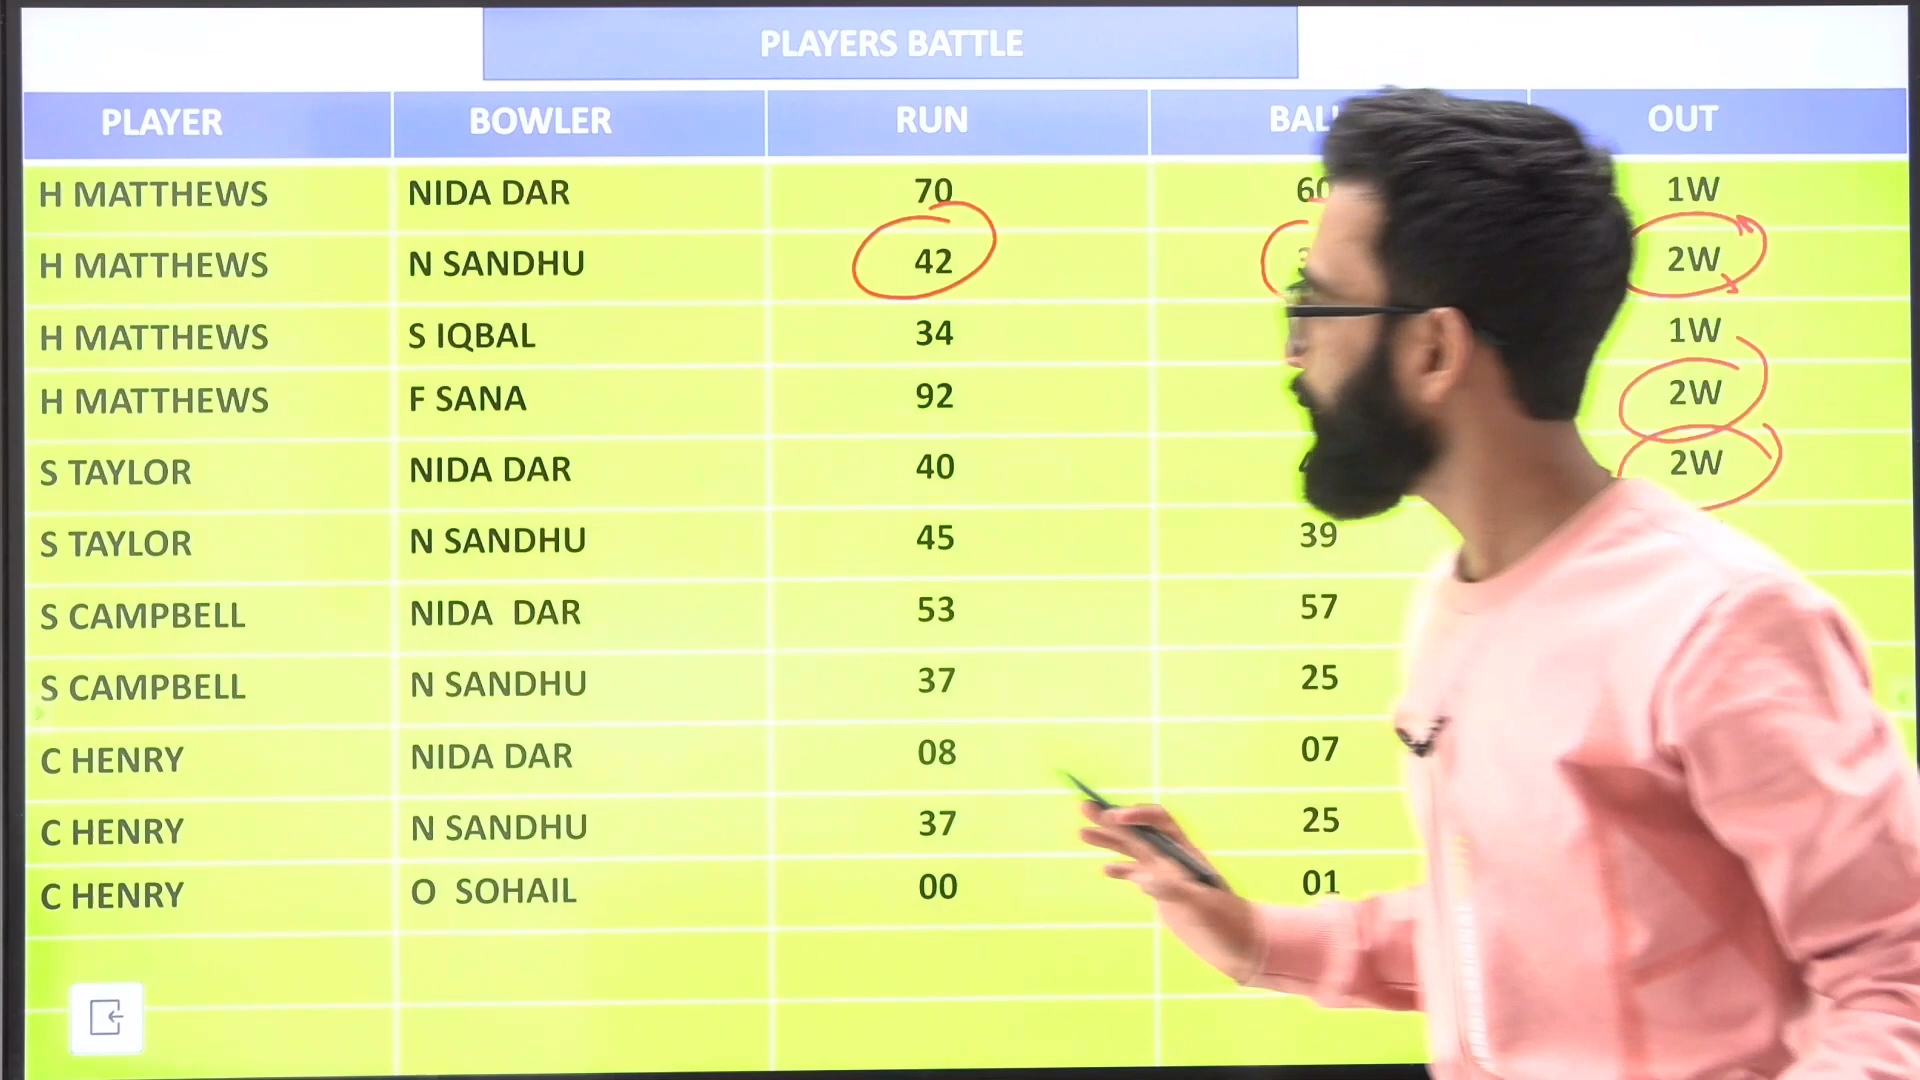 PLAYERS BATTLE
PLAYER BOWLER RUN OUT
H MATTHEWS NIDA DAR 70 1W
H MATTHEWS N SANDHU 42 2W
H MATTHEWS S IQBAL 34 1W
H MATTHEWS F SANA 92 2W
S TAYLOR NIDA DAR 40 2W
S TAYLOR N SANDHU 45 39
S CAMPBELL NIDA DAR 53 57
S CAMPBELL N SANDHU 37 25
C HENRY NIDA DAR 08 07
C HENRY N SANDHU 37 25
C HENRY O SOHAIL 00 01